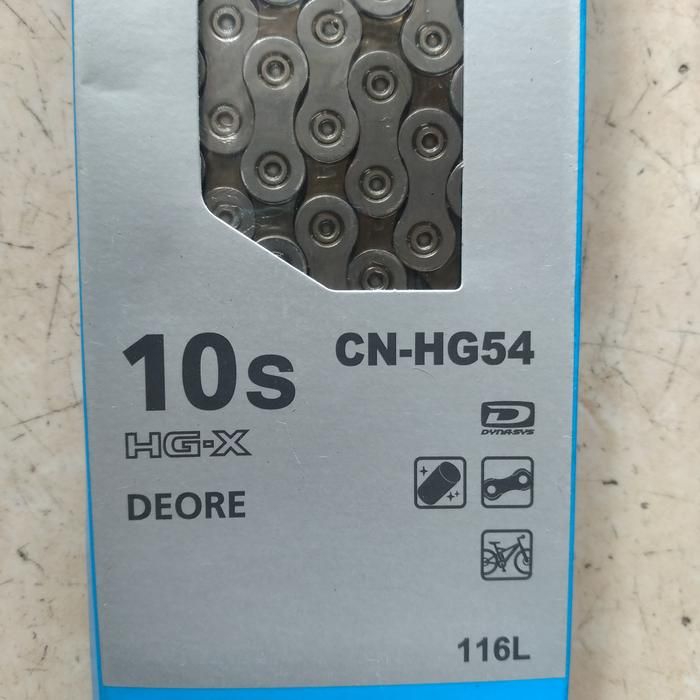 10s
CN-HG54
HG-X
DYNA-SYS
DEORE
116L